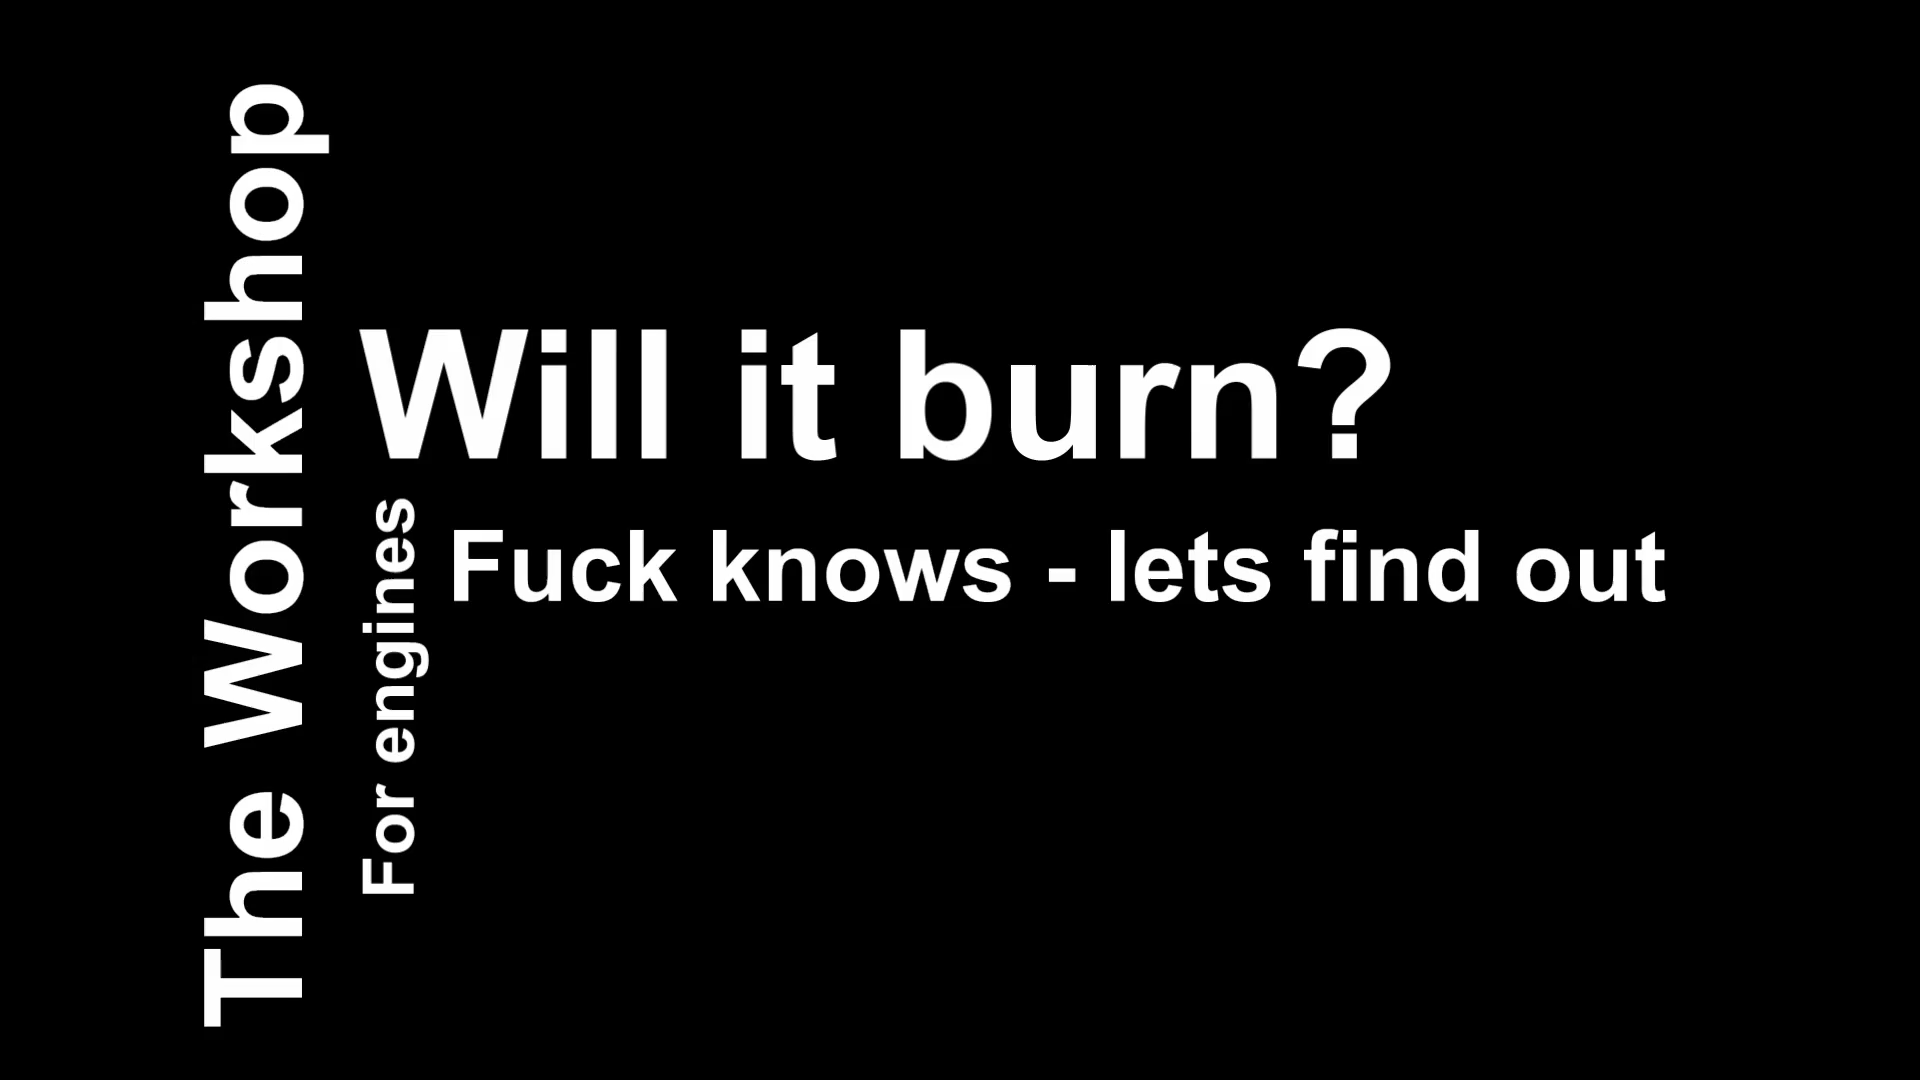 The Workshop
Will it burn?
For engines
Fuck knows - lets find out